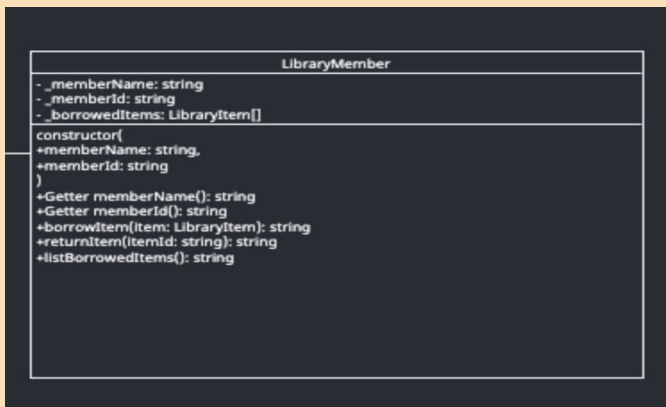 LibraryMember
- _memberName: string
- _memberId: string
- _borrowedItems: LibraryItem[]
constructor(
+memberName: string,
+memberId: string
)
+Getter memberName(): string
+Getter memberId(): string
+borrowItem(item: LibraryItem): string
+returnItem(itemId: string): string
+listBorrowedItems(): string